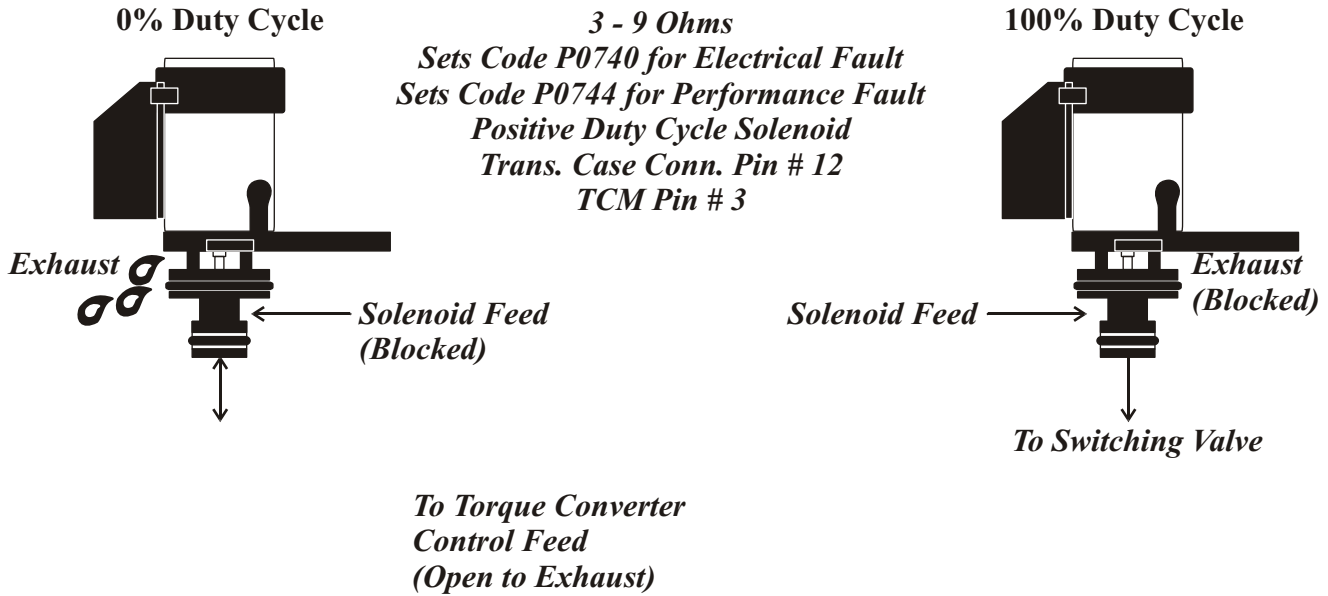 0% Duty Cycle
3 - 9 Ohms
Sets Code P0740 for Electrical Fault
Sets Code P0744 for Performance Fault
Positive Duty Cycle Solenoid
Trans. Case Conn. Pin # 12
TCM Pin # 3
100% Duty Cycle
Exhaust
Solenoid Feed
(Blocked)
Solenoid Feed
Exhaust
(Blocked)
To Switching Valve
To Torque Converter
Control Feed
(Open to Exhaust)